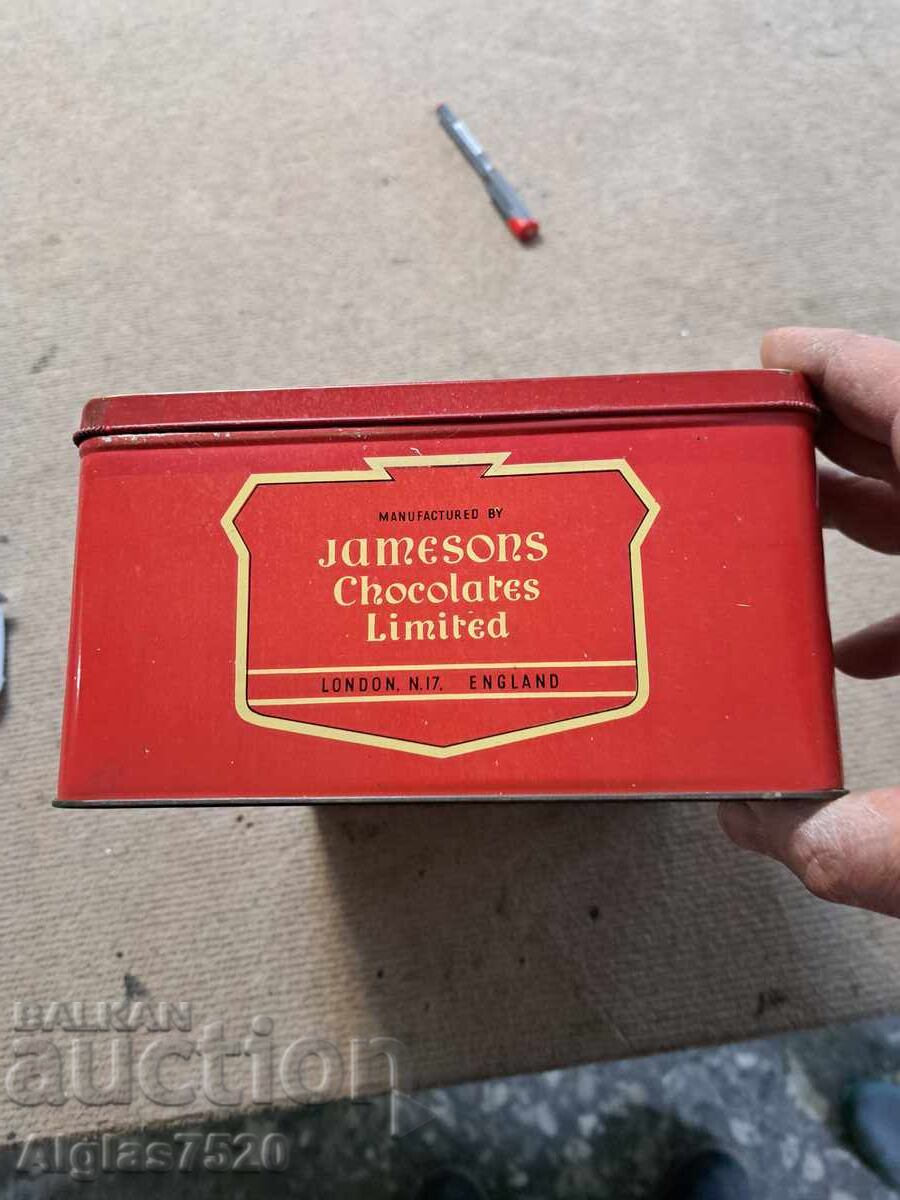 MANUFACTURED BY
Jamesons
Chocolates
Limited
LONDON, N.17, ENGLAND
BALKAN
auction
Alglas7520